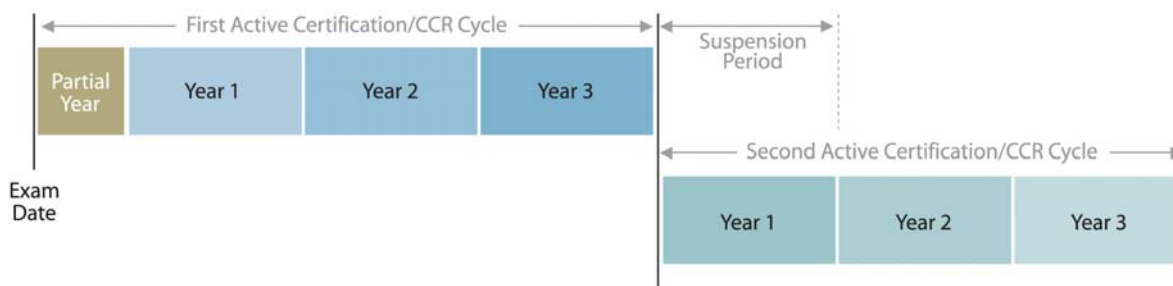 First Active Certification/CCR Cycle
Suspension
Period
Partial
Year
Year 1
Year 2
Year 3
Second Active Certification/CCR Cycle
Exam
Date
Year 1
Year 2
Year 3